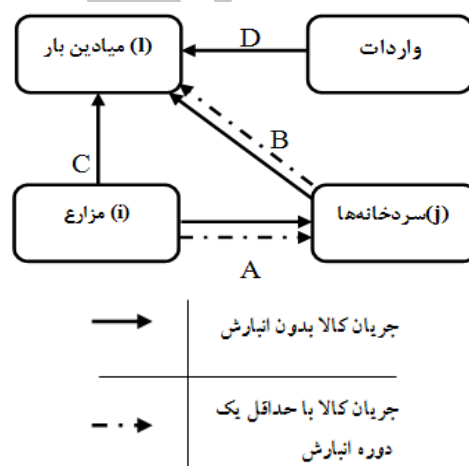 (l) میادین بار
واردات
D
B
C
(i) مزارع
(j)سردخانه‌ها
A
جریان کالا بدون انبارش
جریان کالا با حداقل یک
دوره انبارش